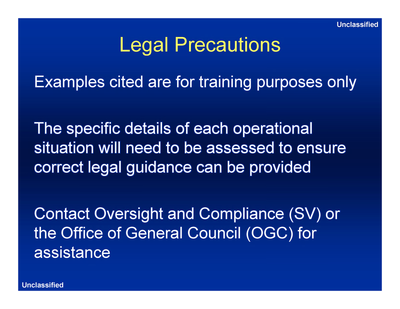 Unclassified
Legal Precautions
Examples cited are for training purposes only
The specific details of each operational
situation will need to be assessed to ensure
correct legal guidance can be provided
Contact Oversight and Compliance (SV) or
the Office of General Council (OGC) for
assistance
Unclassified